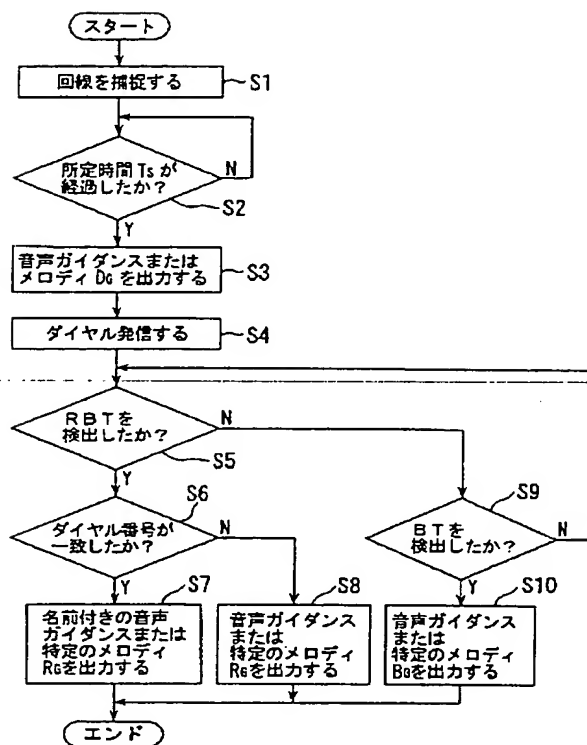 スタート
回線を捕捉する
S1
所定時間Tsが
経過したか？
N
S2
Y
音声ガイダンスまたは
メロディDGを出力する
S3
ダイヤル発信する
S4
RBTを
検出したか？
N
S5
Y
S6
ダイヤル番号が
一致したか？
N
Y
S9
BTを
検出したか？
N
Y
S7
名前付きの音声
ガイダンスまたは
特定のメロディ
RGを出力する
S8
音声ガイダンス
または
特定のメロディ
RGを出力する
S10
音声ガイダンス
または
特定のメロディ
BGを出力する
エンド